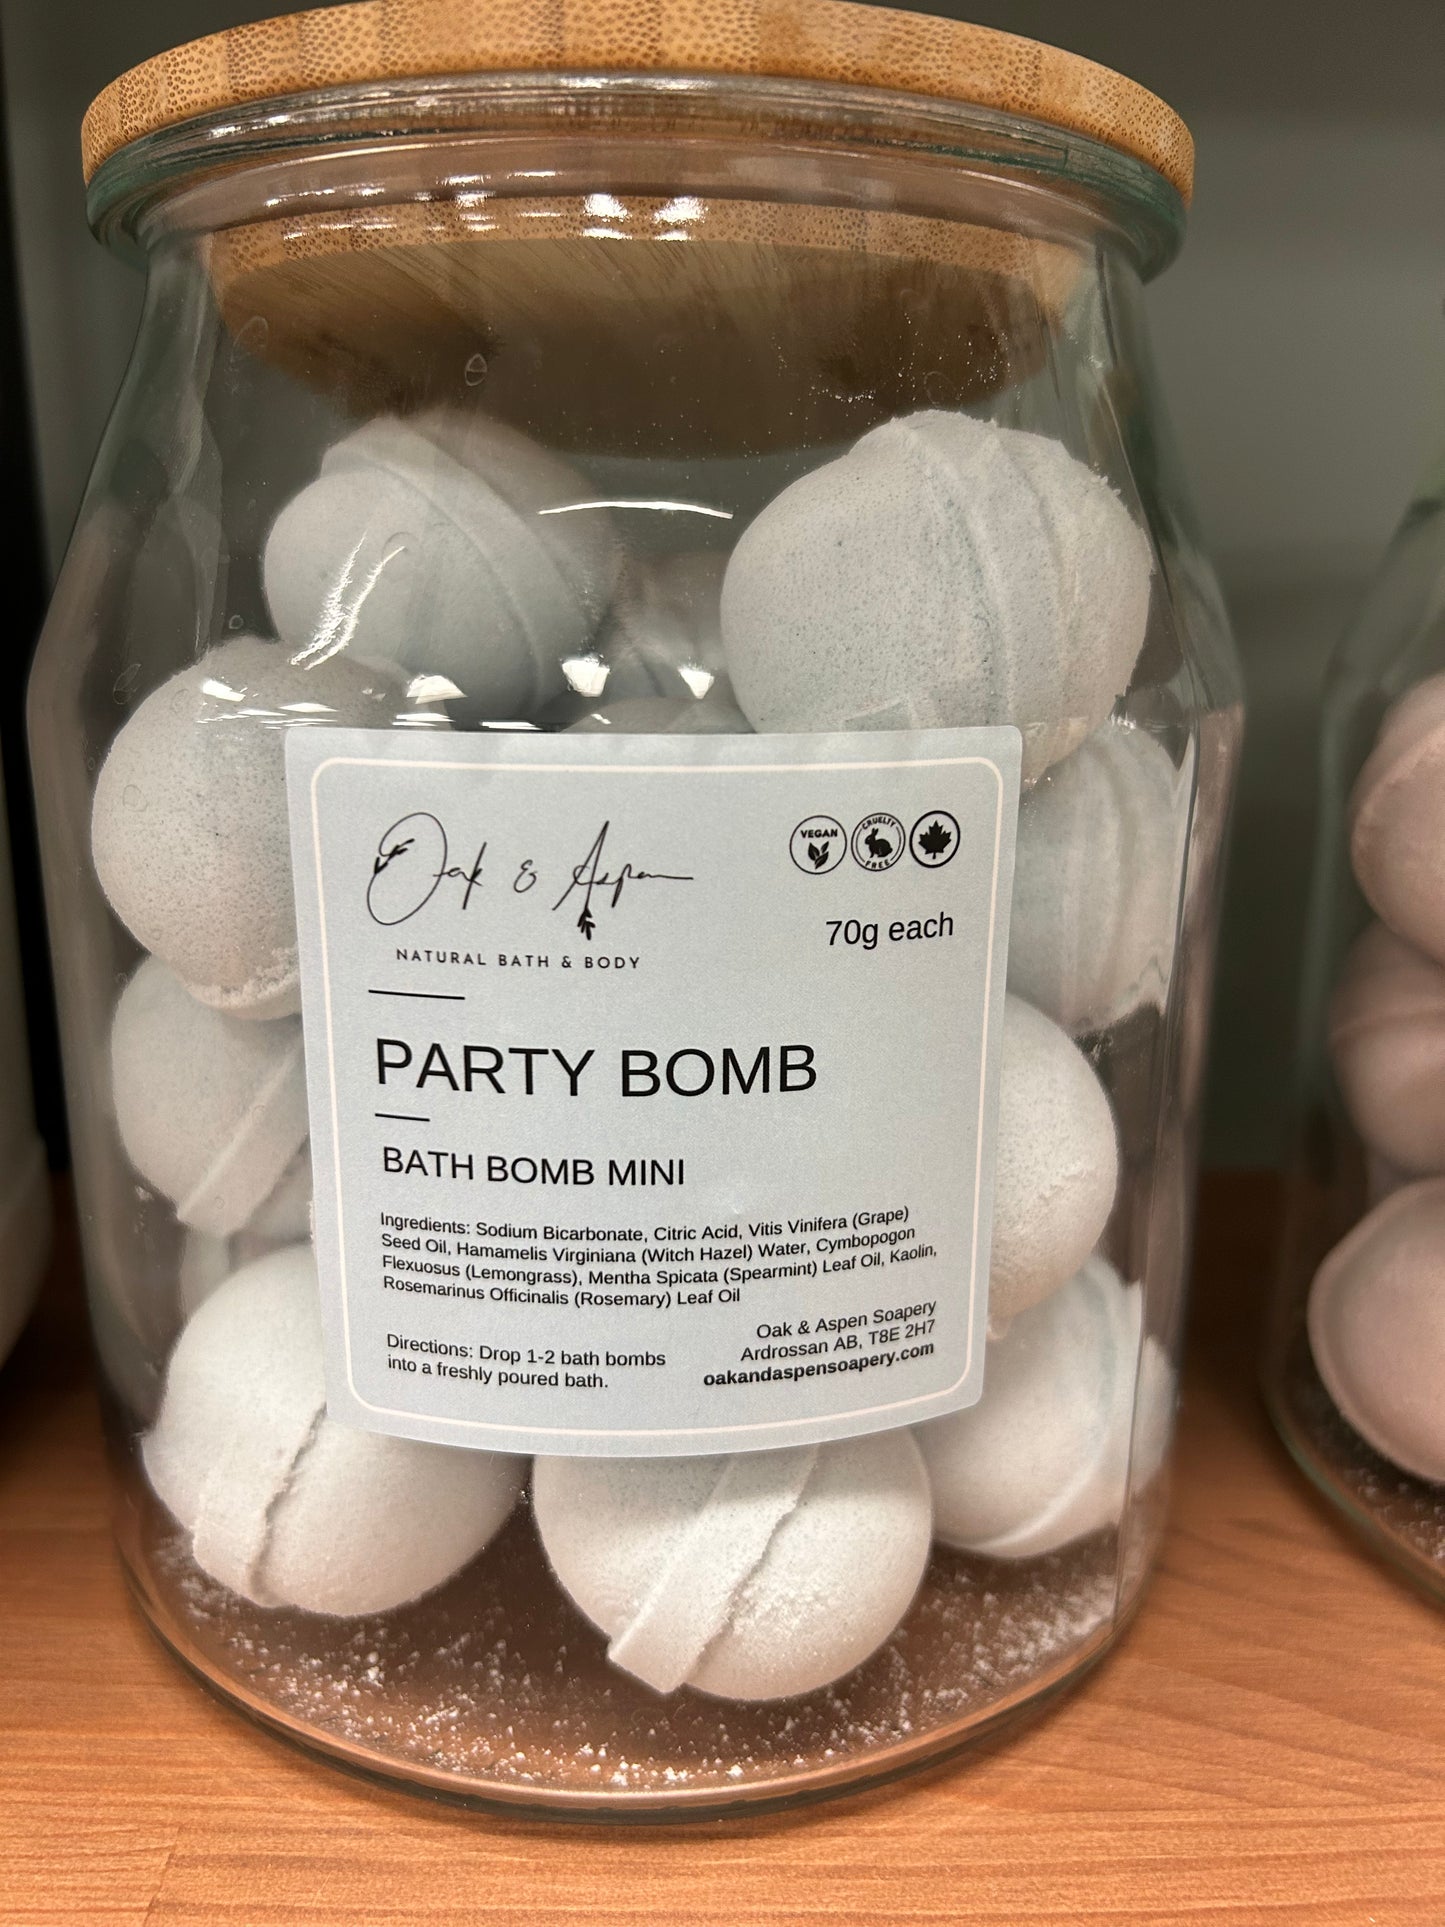 Oak & Aspen
NATURAL BATH & BODY
VEGAN
CRUELTY
FREE
70g each
PARTY BOMB
BATH BOMB MINI
Ingredients: Sodium Bicarbonate, Citric Acid, Vitis Vinifera (Grape)
Seed Oil, Hamamelis Virginiana (Witch Hazel) Water, Cymbopogon
Flexuosus (Lemongrass), Mentha Spicata (Spearmint) Leaf Oil, Kaolin,
Rosemarinus Officinalis (Rosemary) Leaf Oil
Directions: Drop 1-2 bath bombs
into a freshly poured bath.
Oak & Aspen Soapery
Ardrossan AB, T8E 2H7
oakandaspensoapery.com